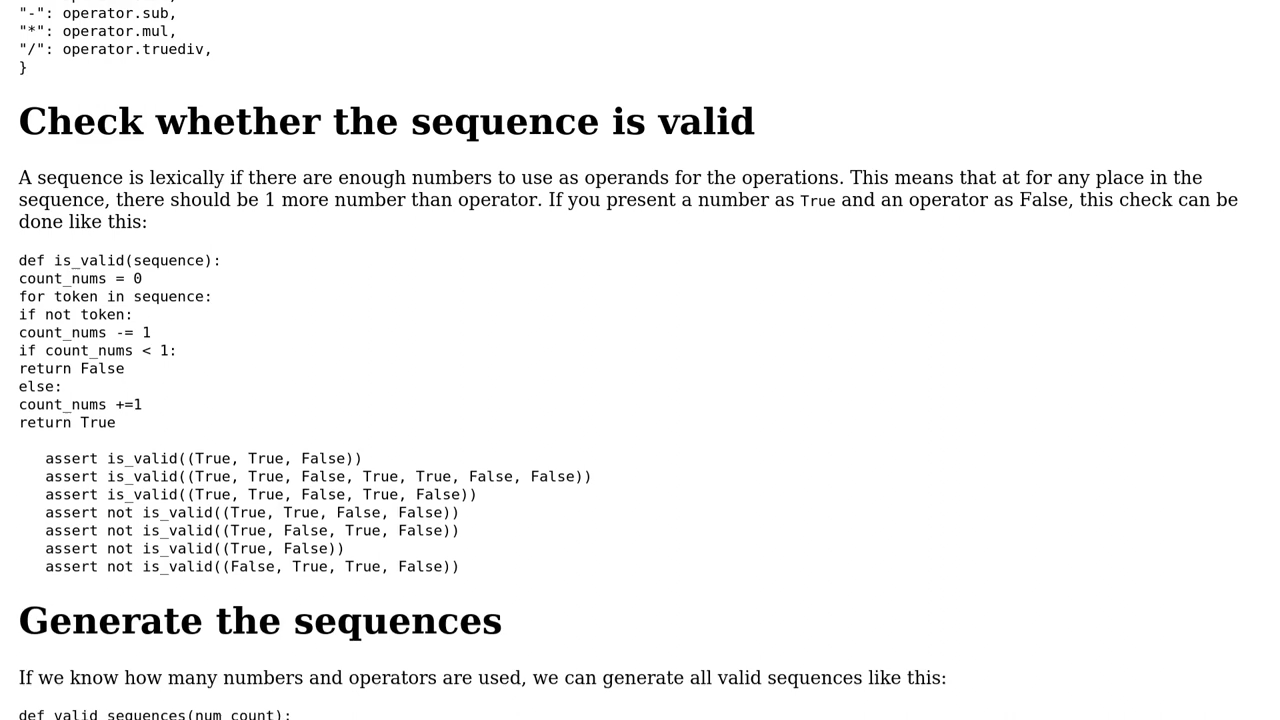 "-": operator.sub,
"*": operator.mul,
"/": operator.truediv,
}
Check whether the sequence is valid
A sequence is lexically if there are enough numbers to use as operands for the operations. This means that at for any place in the
sequence, there should be 1 more number than operator. If you present a number as True and an operator as False, this check can be
done like this:
def is_valid(sequence):
count_nums = 0
for token in sequence:
if not token:
count_nums -= 1
if count_nums < 1:
return False
else:
count_nums +=1
return True
assert is_valid((True, True, False))
assert is_valid((True, True, False, True, True, False, False))
assert is_valid((True, True, False, True, False))
assert not is_valid((True, True, False, False))
assert not is_valid((True, False, True, False))
assert not is_valid((True, False))
assert not is_valid((False, True, True, False))
Generate the sequences
If we know how many numbers and operators are used, we can generate all valid sequences like this:
def valid_sequences(num_count):